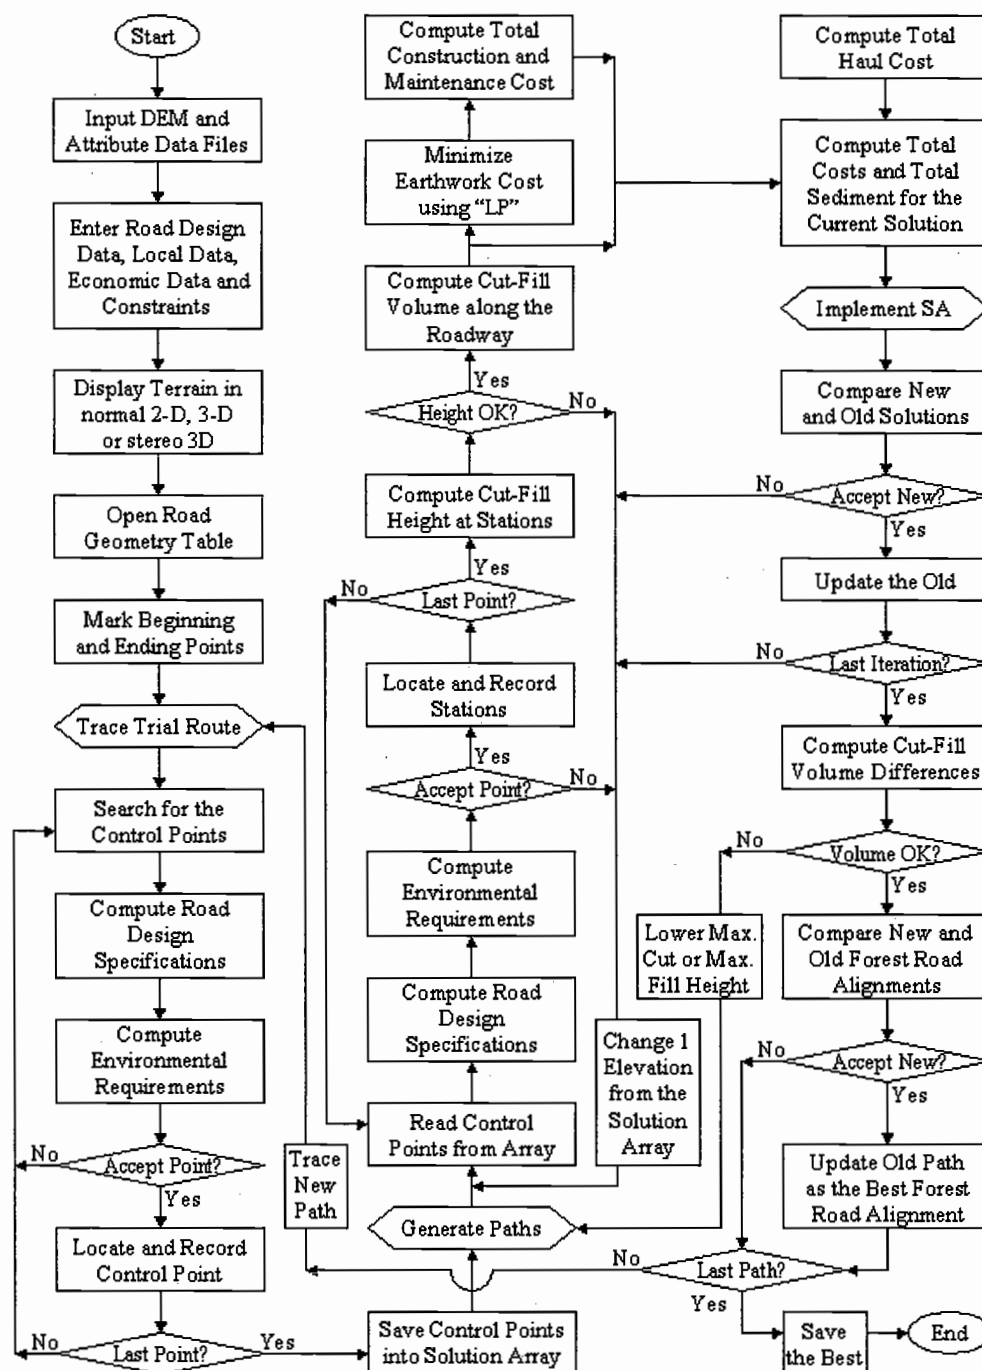 Start
Input DEM and
Attribute Data Files
Enter Road Design
Data, Local Data,
Economic Data and
Constraints
Display Terrain in
normal 2-D, 3-D
or stereo 3D
Open Road
Geometry Table
Mark Beginning
and Ending Points
Trace Trial Route
Search for the
Control Points
Compute Road
Design
Specifications
Compute
Environmental
Requirements
No
Accept Point?
Yes
Locate and Record
Control Point
No
Last Point?
Yes
Compute Total
Construction and
Maintenance Cost
Minimize
Earthwork Cost
using "LP"
Compute Cut-Fill
Volume along the
Roadway
Yes
Height OK?
No
Compute Cut-Fill
Height at Stations
Yes
No
Last Point?
Locate and Record
Stations
Yes
Accept Point?
No
Compute
Environmental
Requirements
Compute Road
Design
Specifications
Read Control
Points from Array
Generate Paths
Save Control Points
into Solution Array
Trace
New
Path
Change 1
Elevation
from the
Solution
Array
Lower Max.
Cut or Max.
Fill Height
Compute Total
Haul Cost
Compute Total
Costs and Total
Sediment for the
Current Solution
Implement SA
Compare New
and Old Solutions
No
Accept New?
Yes
Update the Old
No
Last Iteration?
Yes
Compute Cut-Fill
Volume Differences
No
Volume OK?
Yes
Compare New and
Old Forest Road
Alignments
No
Accept New?
Yes
Update Old Path
as the Best Forest
Road Alignment
No
Last Path?
Yes
Save
the Best
End